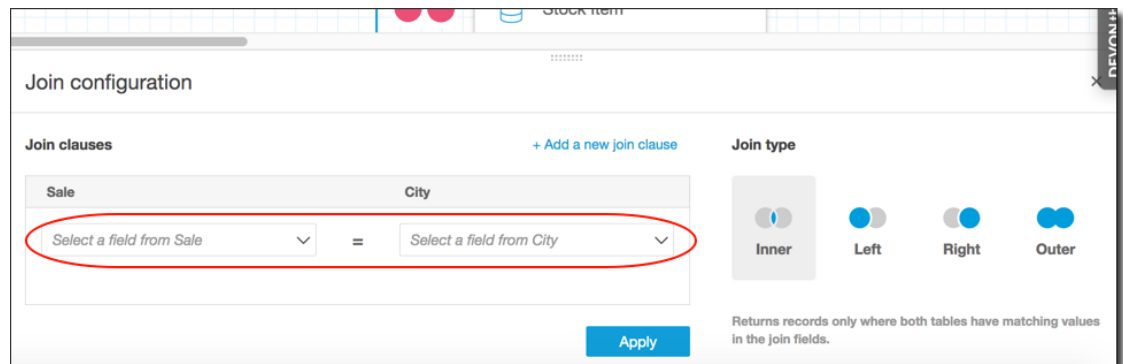 Stock Item
DEVONth
Join configuration
×
Join clauses
+ Add a new join clause
Join type
Sale
City
Select a field from Sale
=
Select a field from City
Inner
Left
Right
Outer
Returns records only where both tables have matching values
in the join fields.
Apply